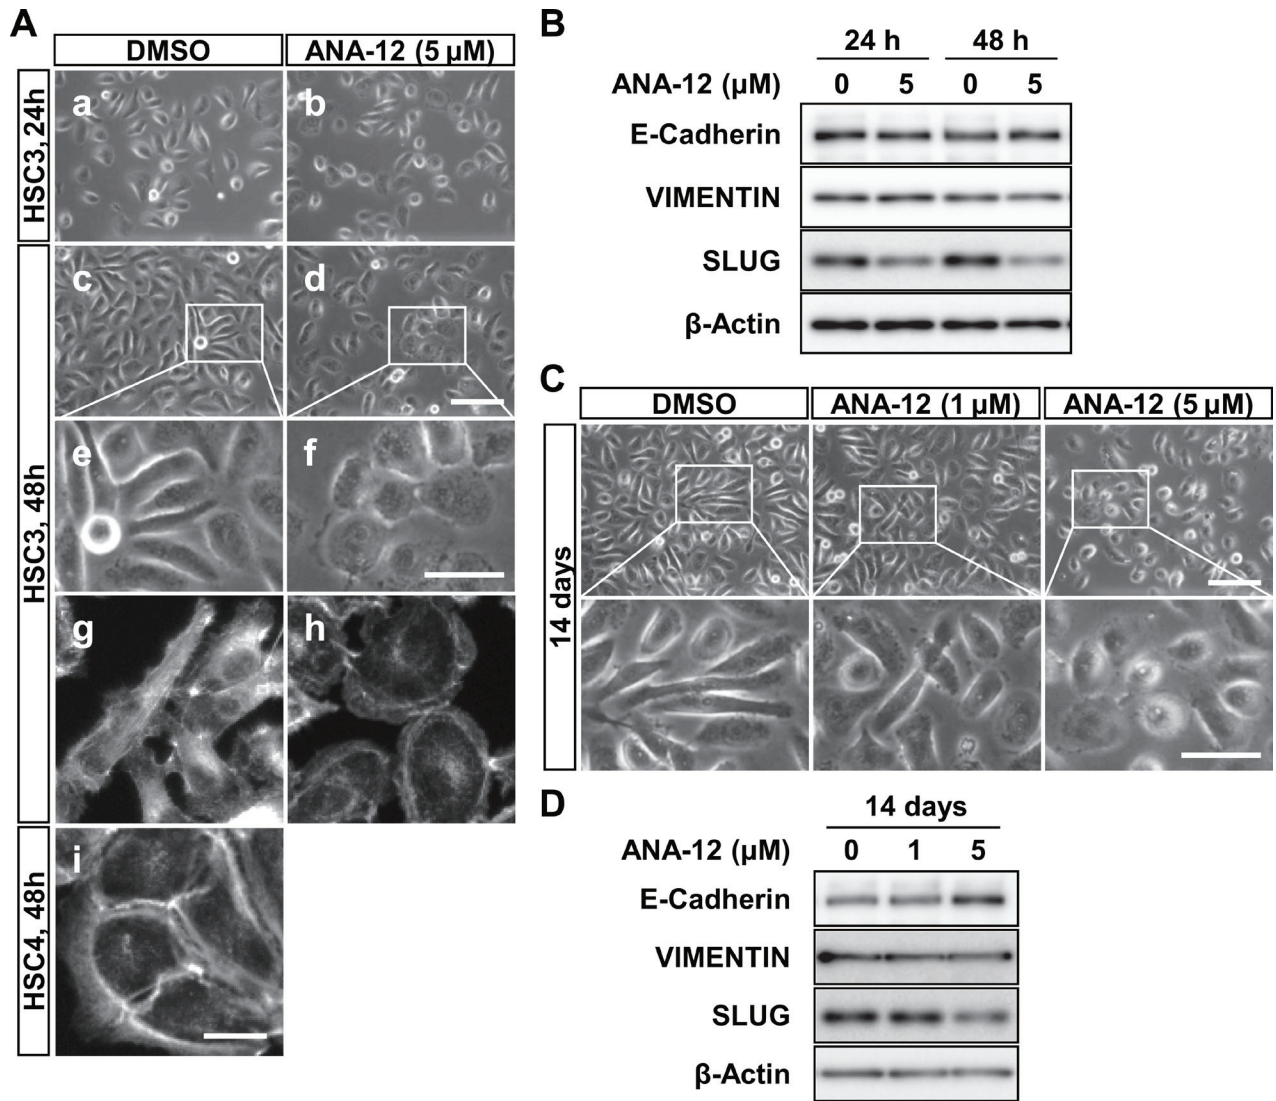 A
DMSO
ANA-12 (5 µM)
HSC3, 24h
a
b
HSC3, 48h
c
d
e
f
g
h
HSC4, 48h
i
B
24 h
48 h
ANA-12 (µM)
0
5
0
5
E-Cadherin
VIMENTIN
SLUG
β-Actin
C
DMSO
ANA-12 (1 µM)
ANA-12 (5 µM)
14 days
D
14 days
ANA-12 (µM)
0
1
5
E-Cadherin
VIMENTIN
SLUG
β-Actin